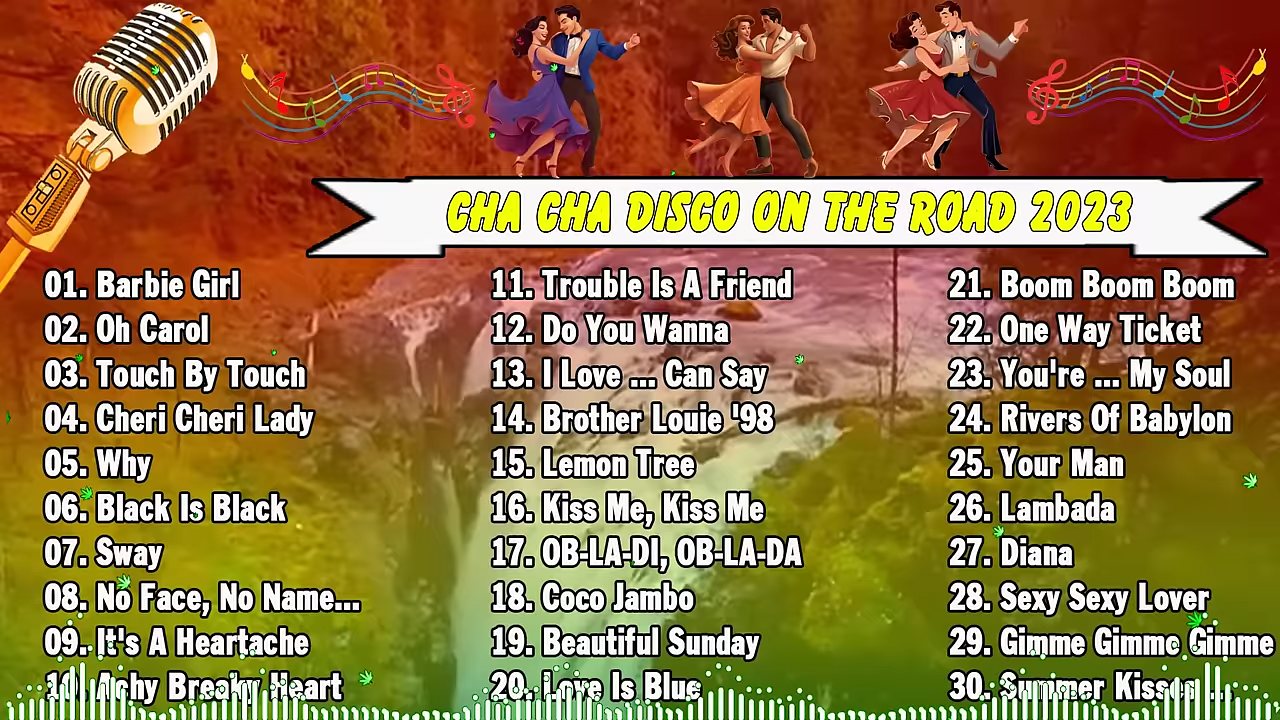 CHA CHA DISCO ON THE ROAD 2023
01. Barbie Girl
02. Oh Carol
03. Touch By Touch
04. Cheri Cheri Lady
05. Why
06. Black Is Black
07. Sway
08. No Face, No Name...
09. It's A Heartache
10. Achy Breaky Heart
11. Trouble Is A Friend
12. Do You Wanna
13. I Love ... Can Say
14. Brother Louie '98
15. Lemon Tree
16. Kiss Me, Kiss Me
17. OB-LA-DI, OB-LA-DA
18. Coco Jambo
19. Beautiful Sunday
20. Love Is Blue
21. Boom Boom Boom
22. One Way Ticket
23. You're ... My Soul
24. Rivers Of Babylon
25. Your Man
26. Lambada
27. Diana
28. Sexy Sexy Lover
29. Gimme Gimme Gimme
30. Summer Kisses ...